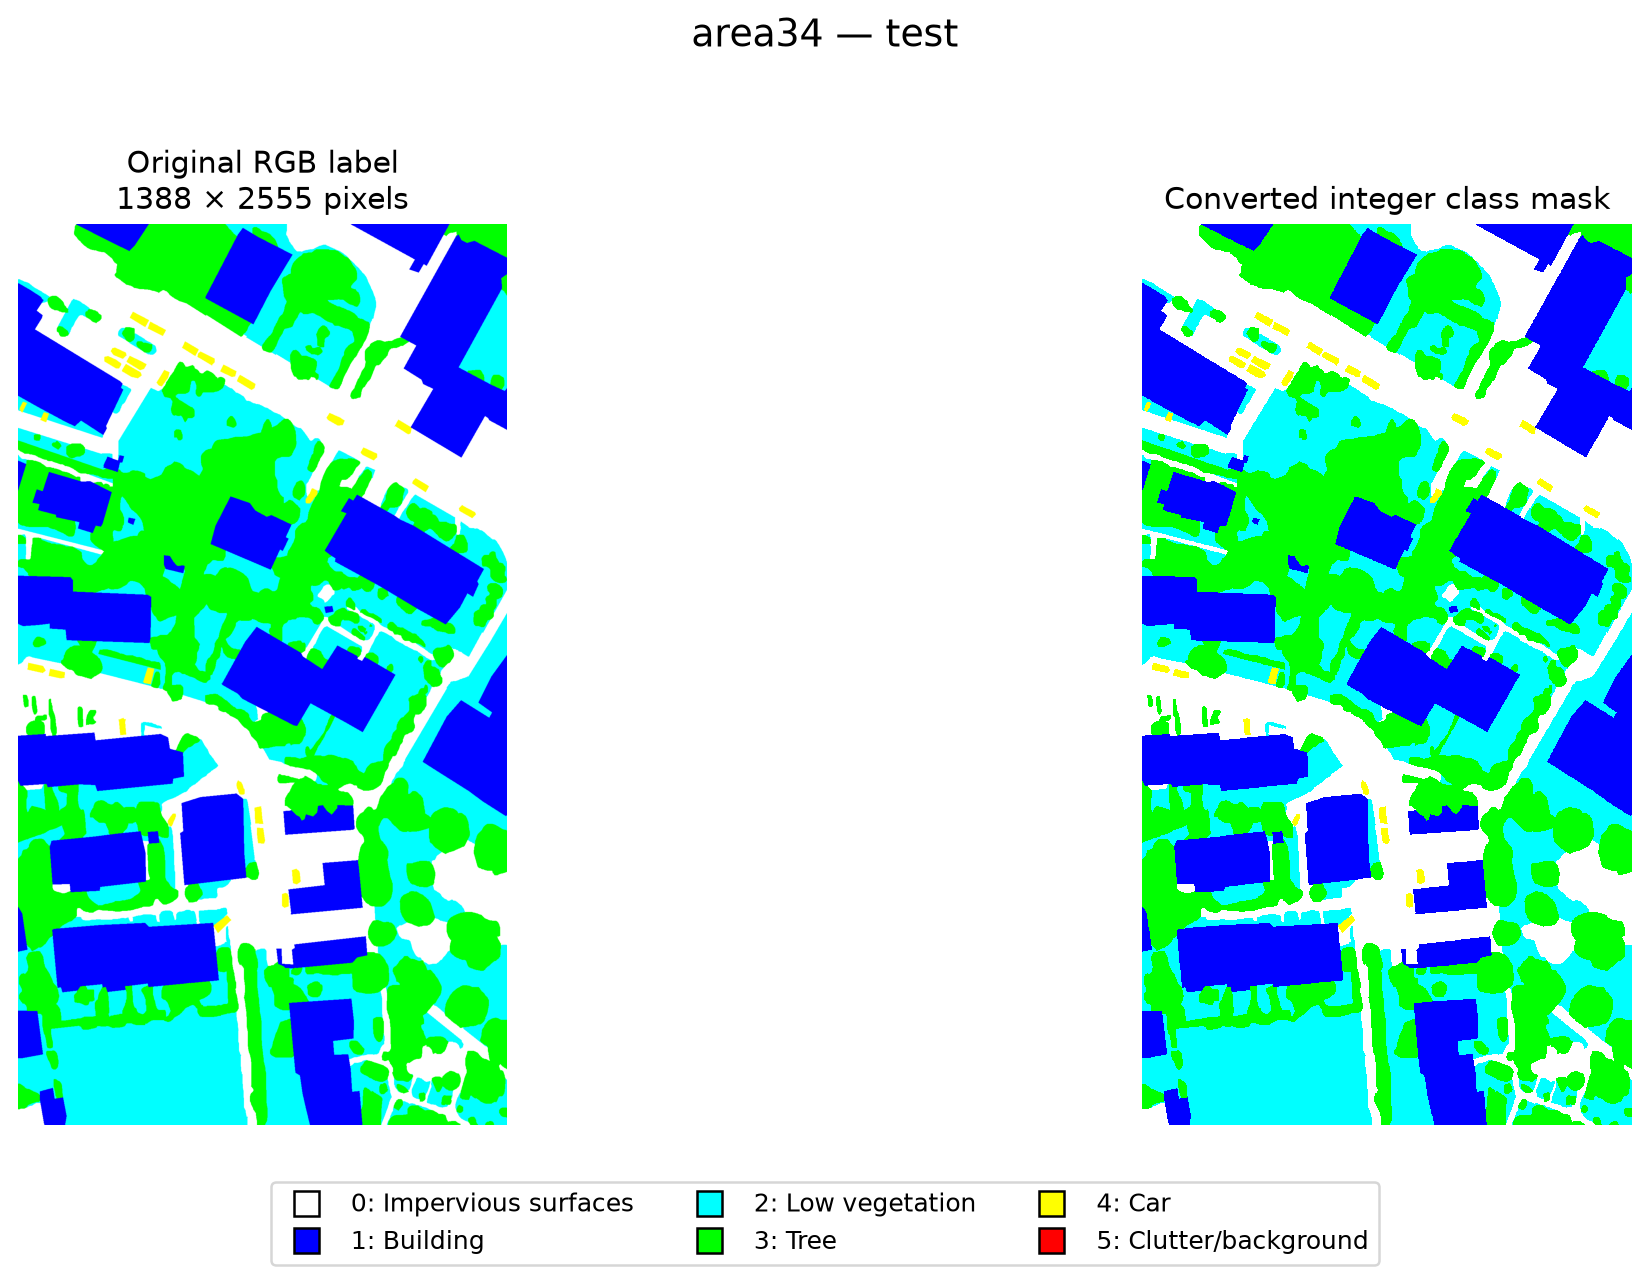 area34 — test
Original RGB label
1388 × 2555 pixels
Converted integer class mask
0: Impervious surfaces
1: Building
2: Low vegetation
3: Tree
4: Car
5: Clutter/background